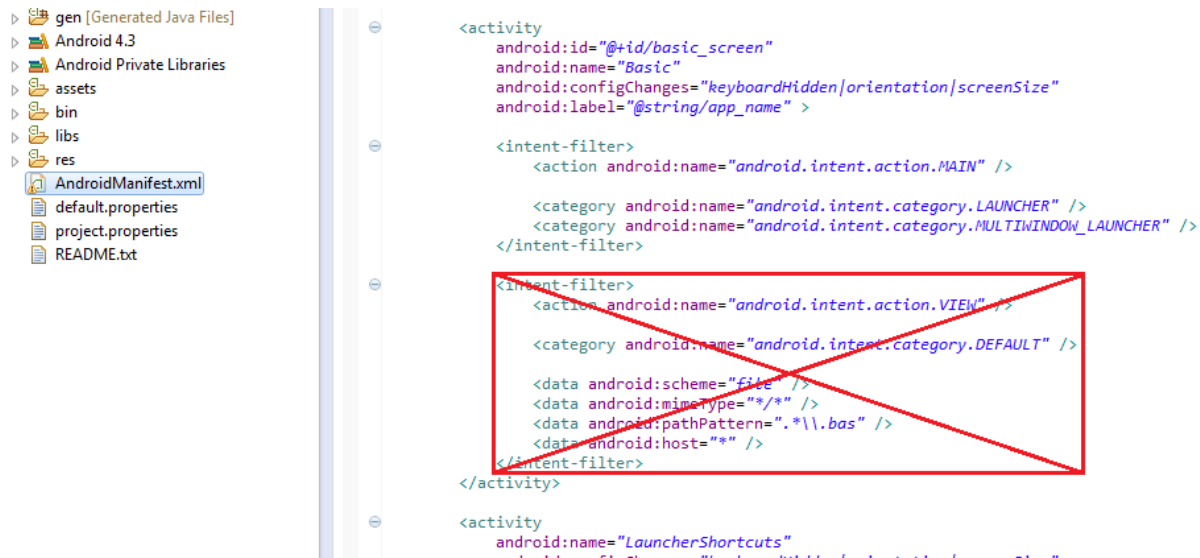 gen [Generated Java Files]
Android 4.3
Android Private Libraries
assets
bin
libs
res
AndroidManifest.xml
default.properties
project.properties
README.txt
<activity
android:id="@+id/basic_screen"
android:name="Basic"
android:configChanges="keyboardHidden|orientation|screenSize"
android:label="@string/app_name" >
<intent-filter>
<action android:name="android.intent.action.MAIN" />
<category android:name="android.intent.category.LAUNCHER" />
<category android:name="android.intent.category.MULTIWINDOW_LAUNCHER" />
</intent-filter>
<intent-filter>
<action android:name="android.intent.action.VIEW" />
<category android:name="android.intent.category.DEFAULT" />
<data android:scheme="file" />
<data android:mimeType="*/*" />
<data android:pathPattern=".*\\.bas" />
<data android:host="*" />
</intent-filter>
</activity>
<activity
android:name="LauncherShortcuts"
android:configChanges="keyboardHidden|orientation|screenSize"